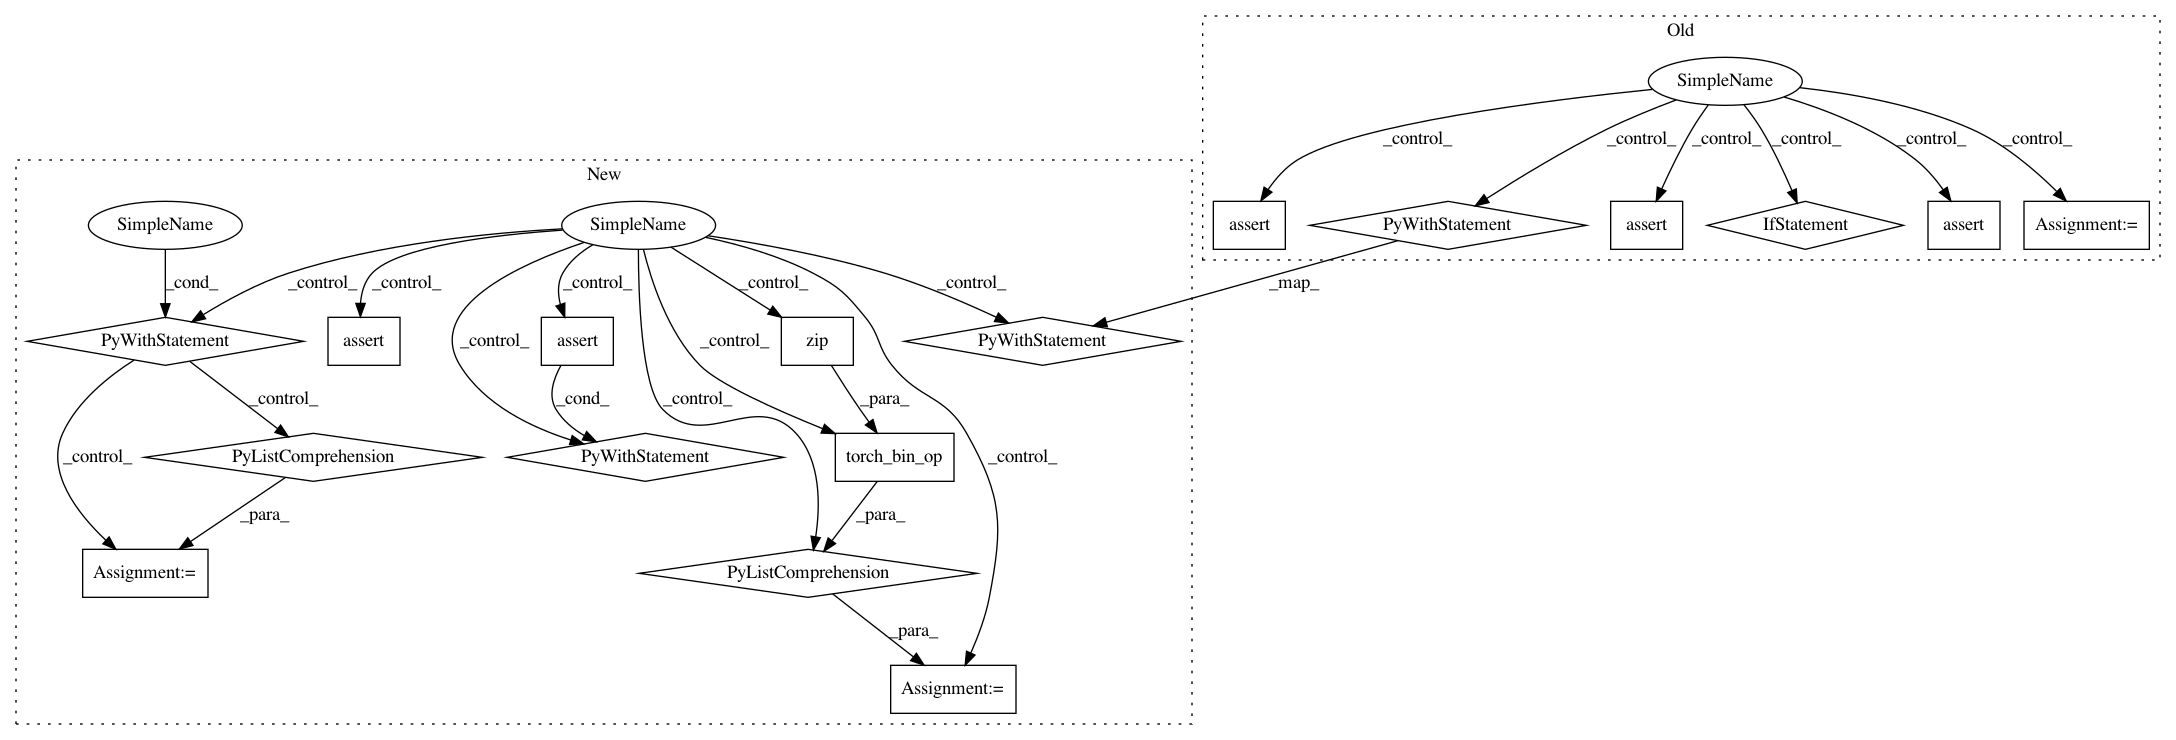 Old
SimpleName
_control_ _control_ _control_ _control_ _control_ _control_
New
assert PyWithStatement assert IfStatement assert Assignment:=
SimpleName SimpleName
_cond_ _control_ _control_ _control_ _control_ _control_ _map_
PyWithStatement assert _control_ assert _control_ zip PyWithStatement
_control_ _control_ _cond_ _control_ _para_
PyListComprehension PyWithStatement torch_bin_op _control_
_para_ _para_
Assignment:= PyListComprehension
_para_
Assignment:=